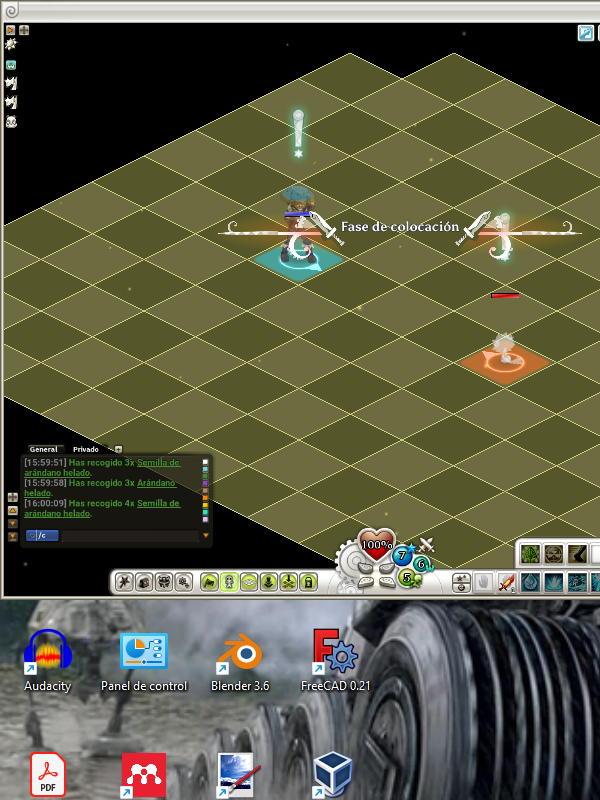 Fase de colocación
General Privado
[15:59:51] Has recogido 3x Semilla de
arándano helado.
[15:59:58] Has recogido 3x Arándano
helado.
[16:00:09] Has recogido 4x Semilla de
arándano helado.
/c
100%
7
6
5
Audacity
Panel de control
Blender 3.6
FreeCAD 0.21
PDF